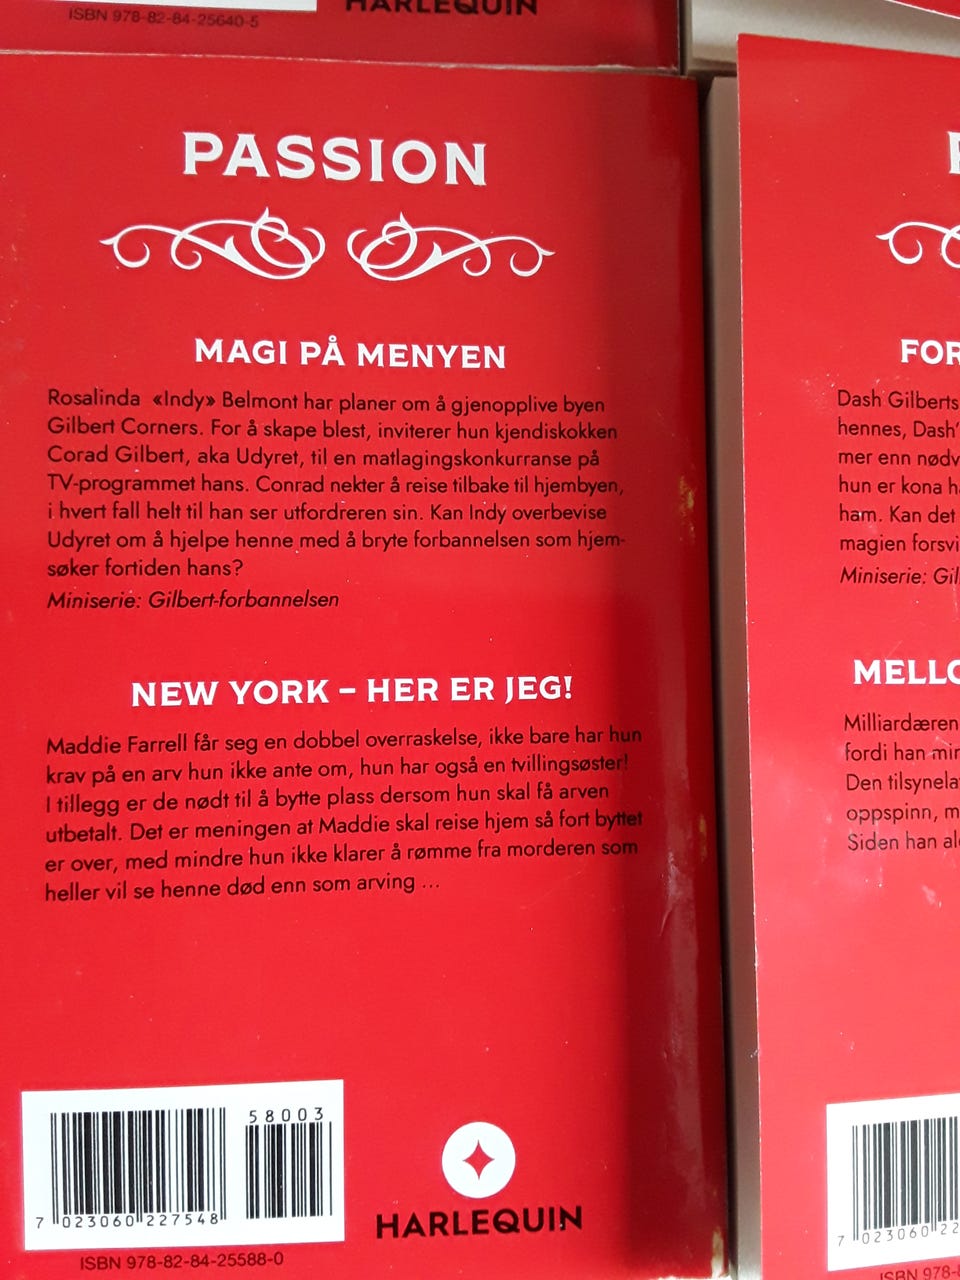 ISBN 978-82-84-25640-5
HARLEQUIN
PASSION
MAGI PÅ MENYEN
Rosalinda «Indy» Belmont har planer om å gjenopplive byen
Gilbert Corners. For å skape blest, inviterer hun kjendiskokken
Corad Gilbert, aka Udyret, til en matlagingskonkurranse på
TV-programmet hans. Conrad nekter å reise tilbake til hjembyen,
i hvert fall helt til han ser utfordreren sin. Kan Indy overbevise
Udyret om å hjelpe henne med å bryte forbannelsen som hjem-
søker fortiden hans?
Miniserie: Gilbert-forbannelsen
NEW YORK – HER ER JEG!
Maddie Farrell får seg en dobbel overraskelse, ikke bare har hun
krav på en arv hun ikke ante om, hun har også en tvillingsøster!
I tillegg er de nødt til å bytte plass dersom hun skal få arven
utbetalt. Det er meningen at Maddie skal reise hjem så fort byttet
er over, med mindre hun ikke klarer å rømme fra morderen som
heller vil se henne død enn som arving ...
58003
7 023060 227548
HARLEQUIN
ISBN 978-82-84-25588-0
FOR
Dash Gilberts
hennes, Dash'
mer enn nødv
hun er kona h
ham. Kan det
magien forsvi
Miniserie: Gil
MELLO
Milliardæren
fordi han min
Den tilsynela
oppspinn, m
Siden han al
7 023060 22
ISBN 978-8